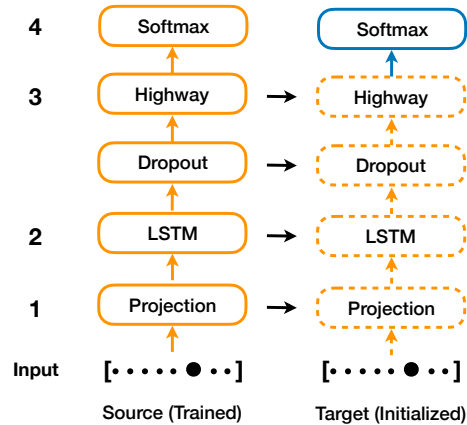 4 Softmax Softmax
3 Highway Highway
Dropout Dropout
2 LSTM LSTM
1 Projection Projection
Input [· · · · · ● · ·] [· · · · · ● · ·]
Source (Trained) Target (Initialized)